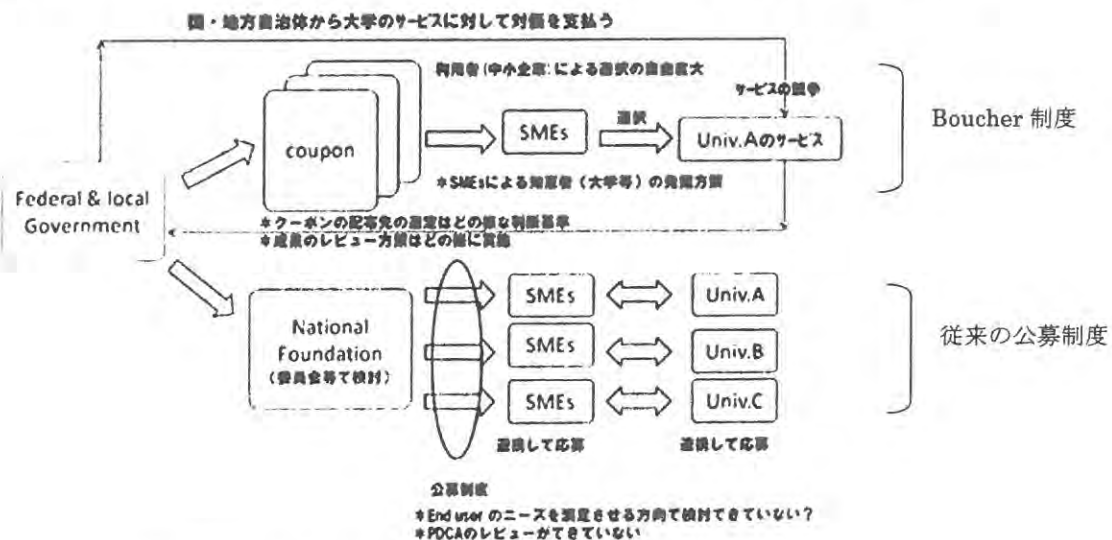 国・地方自治体から大学のサービスに対して対価を支払う
利用者(中小企業)による選択の自由度大
サービスの競争
選択
coupon
SMEs
Univ.Aのサービス
Boucher 制度
*SMEsによる知恵者(大学等)の発掘方策
Federal & local
Government
*クーポンの配布先の選定はどの様な判断基準
*成果のレビュー方策はどの様に実施
National
Foundation
(委員会等で検討)
SMEs
Univ.A
SMEs
Univ.B
SMEs
Univ.C
従来の公募制度
連携して応募
連携して応募
公募制度
*End user のニーズを満足させる方向で検討できていない?
*PDCAのレビューができていない